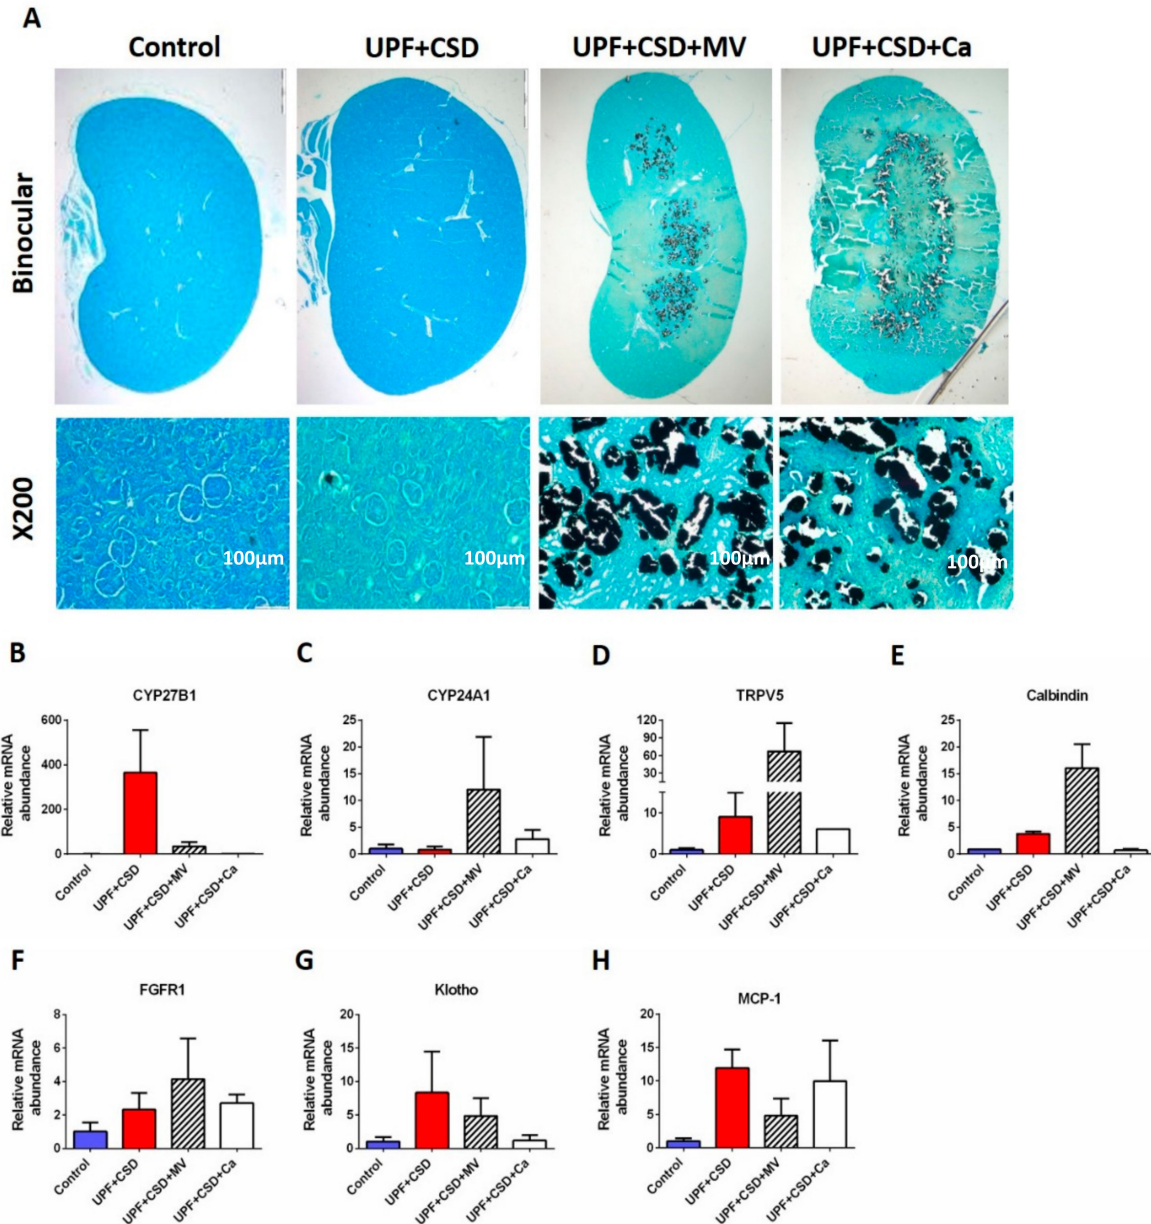 A
Control
UPF+CSD
UPF+CSD+MV
UPF+CSD+Ca
Binocular
X200
100µm
100µm
100µm
100µm
B
CYP27B1
Relative mRNA
abundance
600
400
200
0
Control
UPF+CSD
UPF+CSD+MV
UPF+CSD+Ca
C
CYP24A1
Relative mRNA
abundance
25
20
15
10
5
0
Control
UPF+CSD
UPF+CSD+MV
UPF+CSD+Ca
D
TRPV5
Relative mRNA
abundance
120
90
60
30
10
0
Control
UPF+CSD
UPF+CSD+MV
UPF+CSD+Ca
E
Calbindin
Relative mRNA
abundance
25
20
15
10
5
0
Control
UPF+CSD
UPF+CSD+MV
UPF+CSD+Ca
F
FGFR1
Relative mRNA
abundance
8
6
4
2
0
Control
UPF+CSD
UPF+CSD+MV
UPF+CSD+Ca
G
Klotho
Relative mRNA
abundance
20
15
10
5
0
Control
UPF+CSD
UPF+CSD+MV
UPF+CSD+Ca
H
MCP-1
Relative mRNA
abundance
20
15
10
5
0
Control
UPF+CSD
UPF+CSD+MV
UPF+CSD+Ca